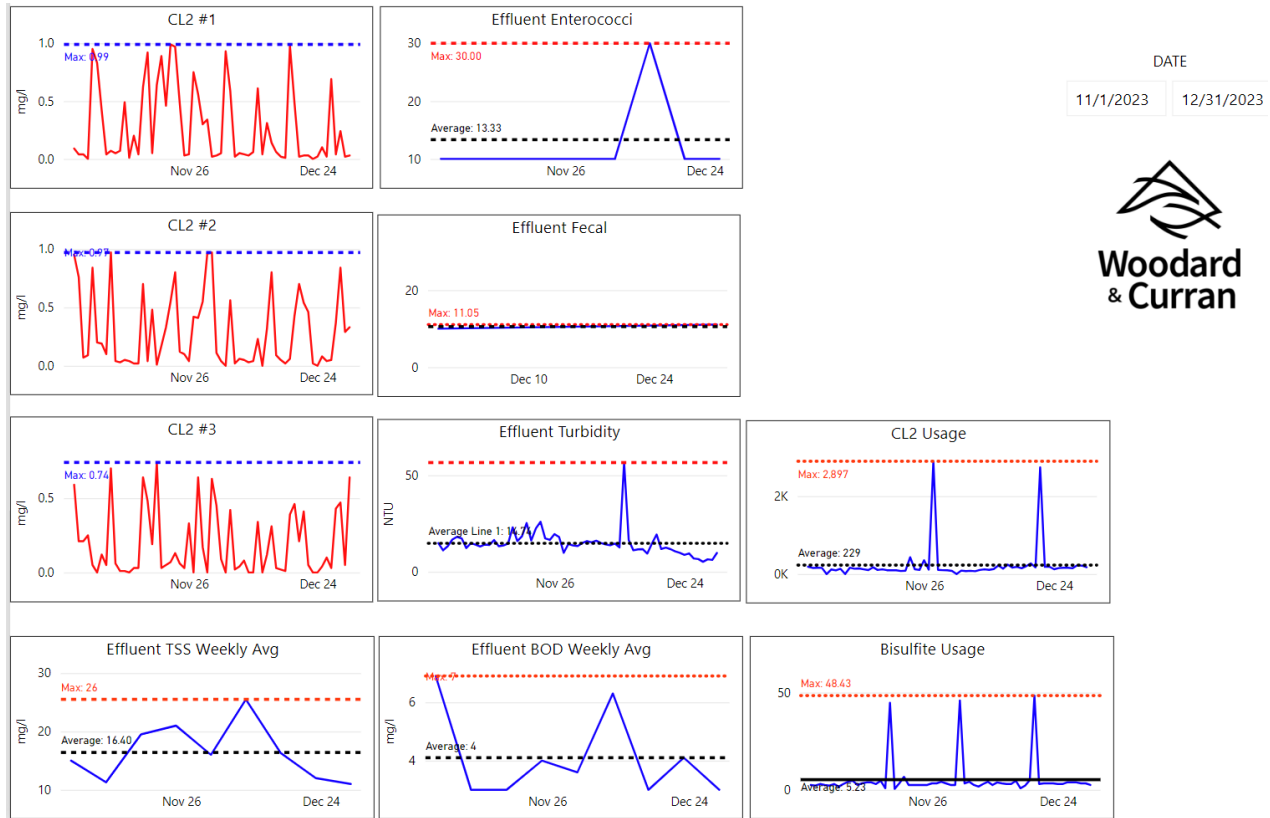 CL2 #1
1.0
Max: 0.99
0.5
mg/l
0.0
Nov 26
Dec 24
Effluent Enterococci
30
Max: 30.00
20
Average: 13.33
10
Nov 26
Dec 24
DATE
11/1/2023
12/31/2023
Woodard
& Curran
CL2 #2
1.0
Max: 0.97
0.5
mg/l
0.0
Nov 26
Dec 24
Effluent Fecal
20
Max: 11.05
0
Dec 10
Dec 24
CL2 #3
Max: 0.74
0.5
mg/l
0.0
Nov 26
Dec 24
Effluent Turbidity
50
NTU
Average Line 1: 14.74
0
Nov 26
Dec 24
CL2 Usage
Max: 2,897
2K
Average: 229
0K
Nov 26
Dec 24
Effluent TSS Weekly Avg
30
Max: 26
20
mg/l
Average: 16.40
10
Nov 26
Dec 24
Effluent BOD Weekly Avg
Max: 7
6
mg/l
Average: 4
4
Nov 26
Dec 24
Bisulfite Usage
Max: 48.43
50
0
Average: 5.23
Nov 26
Dec 24